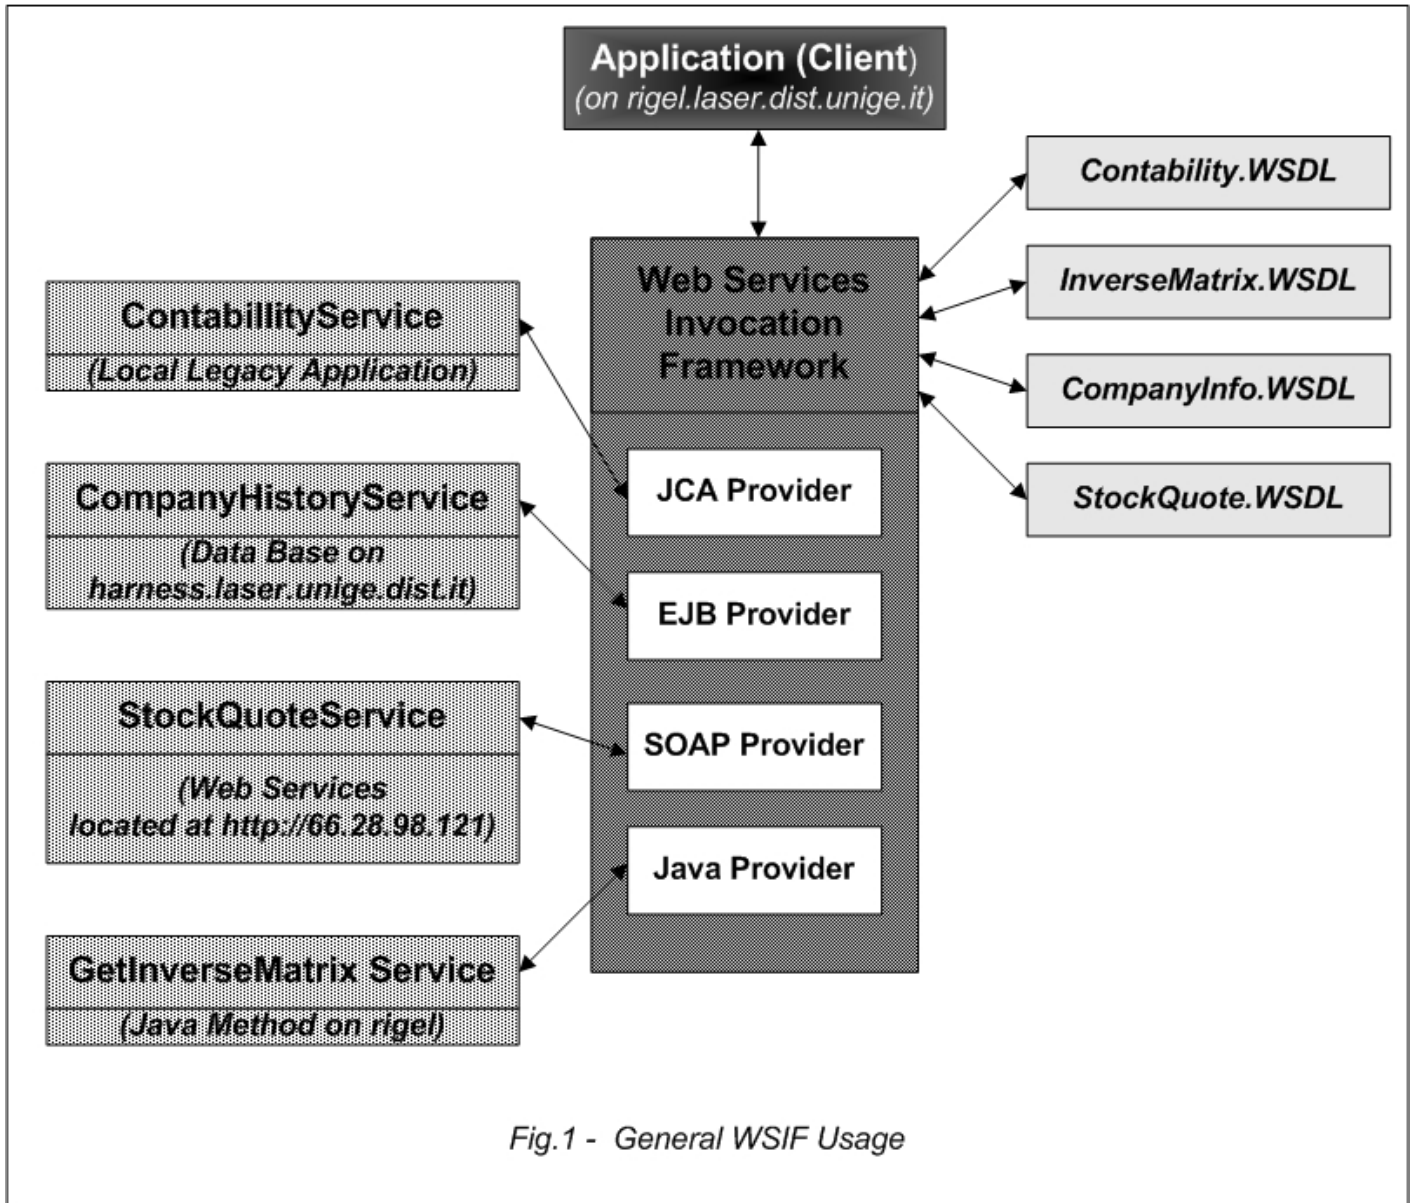 Application (Client)
(on rigel.laser.dist.unige.it)
Web Services
Invocation
Framework
JCA Provider
EJB Provider
SOAP Provider
Java Provider
ContabillityService
(Local Legacy Application)
CompanyHistoryService
(Data Base on
harness.laser.unige.dist.it)
StockQuoteService
(Web Services
located at http://66.28.98.121)
GetInverseMatrix Service
(Java Method on rigel)
Contability.WSDL
InverseMatrix.WSDL
CompanyInfo.WSDL
StockQuote.WSDL
Fig.1 - General WSIF Usage